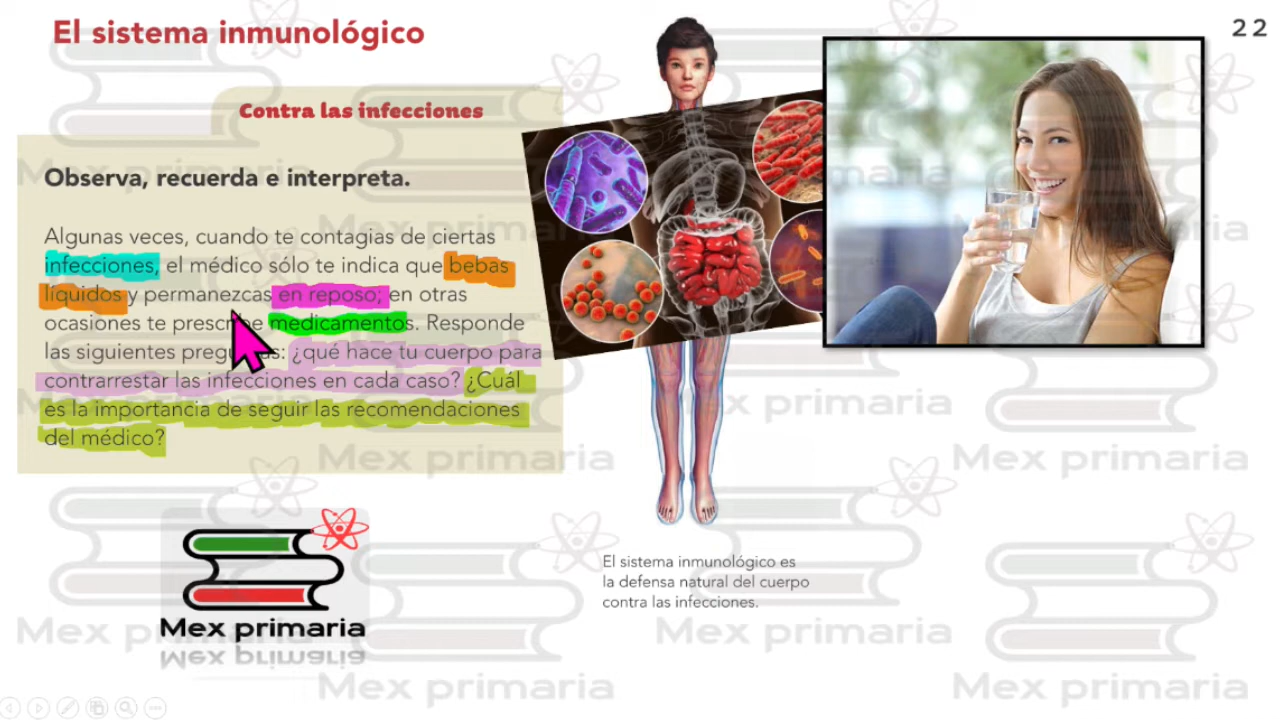 El sistema inmunológico
22
Contra las infecciones
Observa, recuerda e interpreta.
Algunas veces, cuando te contagias de ciertas
infecciones, el médico sólo te indica que bebas
líquidos y permanezcas en reposo; en otras
ocasiones te prescribe medicamentos. Responde
las siguientes preguntas: ¿qué hace tu cuerpo para
contrarrestar las infecciones en cada caso? ¿Cuál
es la importancia de seguir las recomendaciones
del médico?
El sistema inmunológico es
la defensa natural del cuerpo
contra las infecciones.
Mex primaria